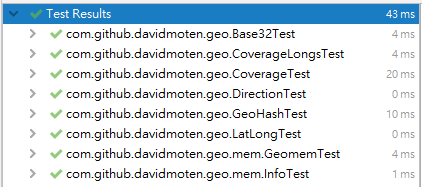 Test Results 43 ms
com.github.davidmoten.geo.Base32Test 4 ms
com.github.davidmoten.geo.CoverageLongsTest 4 ms
com.github.davidmoten.geo.CoverageTest 20 ms
com.github.davidmoten.geo.DirectionTest 0 ms
com.github.davidmoten.geo.GeoHashTest 10 ms
com.github.davidmoten.geo.LatLongTest 0 ms
com.github.davidmoten.geo.mem.GeomemTest 4 ms
com.github.davidmoten.geo.mem.InfoTest 1 ms